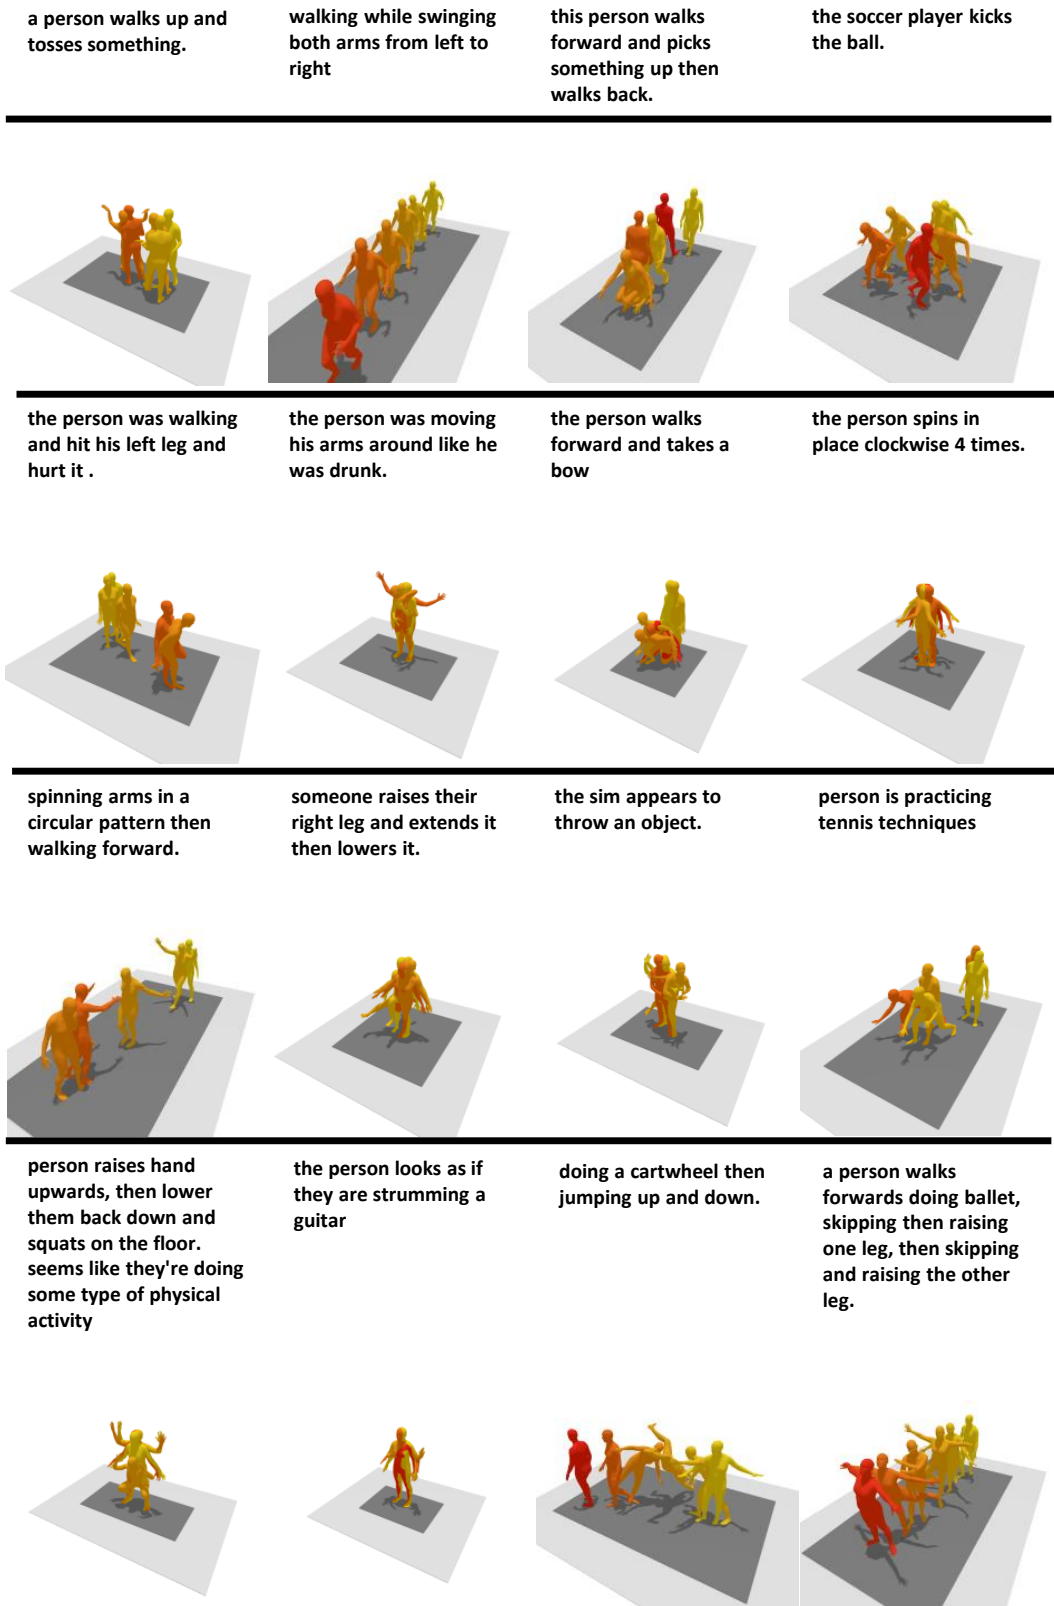 a person walks up and
tosses something.
walking while swinging
both arms from left to
right
this person walks
forward and picks
something up then
walks back.
the soccer player kicks
the ball.
the person was walking
and hit his left leg and
hurt it .
the person was moving
his arms around like he
was drunk.
the person walks
forward and takes a
bow
the person spins in
place clockwise 4 times.
spinning arms in a
circular pattern then
walking forward.
someone raises their
right leg and extends it
then lowers it.
the sim appears to
throw an object.
person is practicing
tennis techniques
person raises hand
upwards, then lower
them back down and
squats on the floor.
seems like they're doing
some type of physical
activity
the person looks as if
they are strumming a
guitar
doing a cartwheel then
jumping up and down.
a person walks
forwards doing ballet,
skipping then raising
one leg, then skipping
and raising the other
leg.